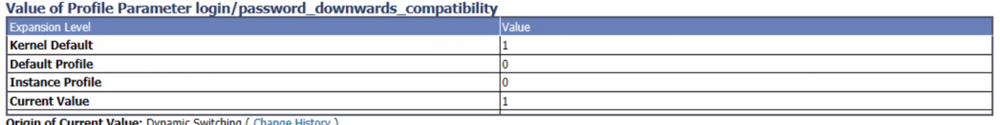 Value of Profile Parameter login/password_downwards_compatibility
Expansion Level Value
Kernel Default 1
Default Profile 0
Instance Profile 0
Current Value 1
Origin of Current Value: Dynamic Switching ( Change History )